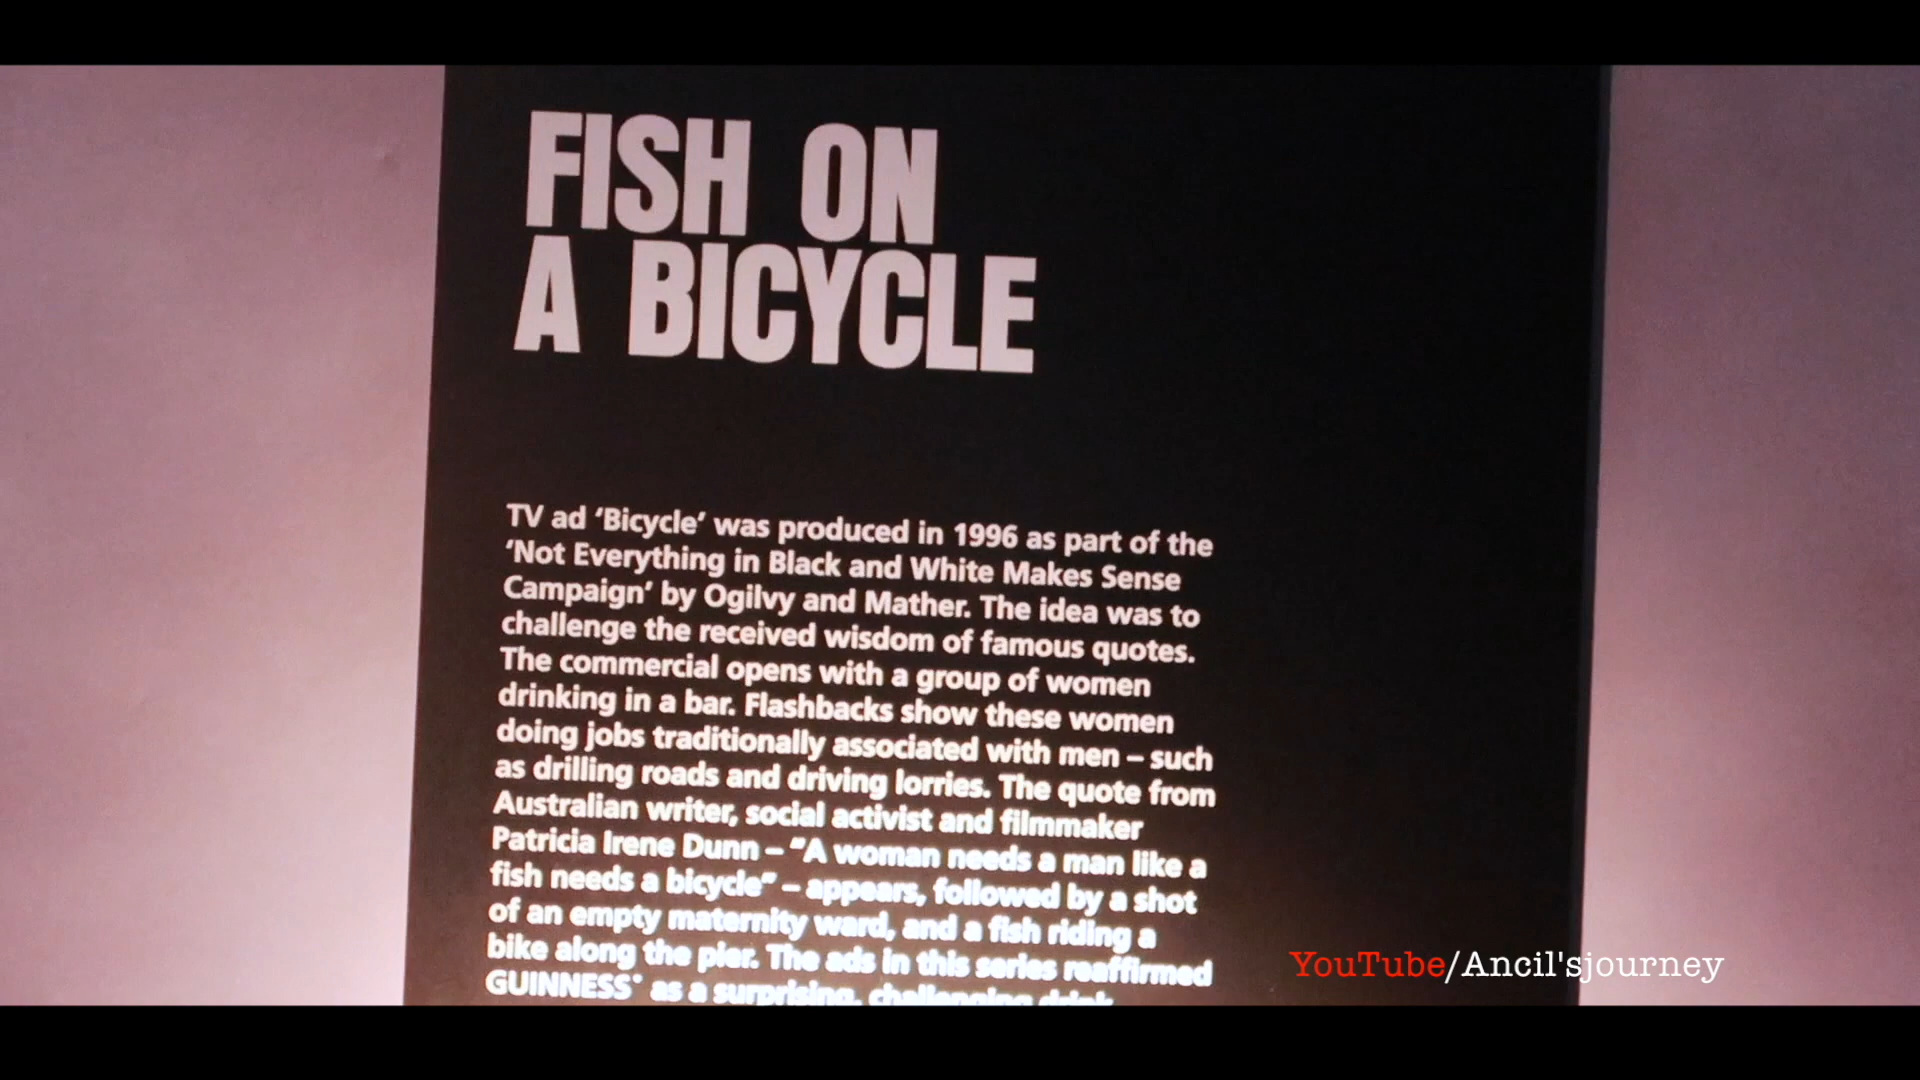 FISH ON
A BICYCLE
TV ad ‘Bicycle’ was produced in 1996 as part of the
‘Not Everything in Black and White Makes Sense
Campaign’ by Ogilvy and Mather. The idea was to
challenge the received wisdom of famous quotes.
The commercial opens with a group of women
drinking in a bar. Flashbacks show these women
doing jobs traditionally associated with men – such
as drilling roads and driving lorries. The quote from
Australian writer, social activist and filmmaker
Patricia Irene Dunn – “A woman needs a man like a
fish needs a bicycle” – appears, followed by a shot
of an empty maternity ward, and a fish riding a
bike along the pier. The ads in this series reaffirmed
GUINNESS® as a surprising, challenging drink
YouTube/Ancil'sjourney